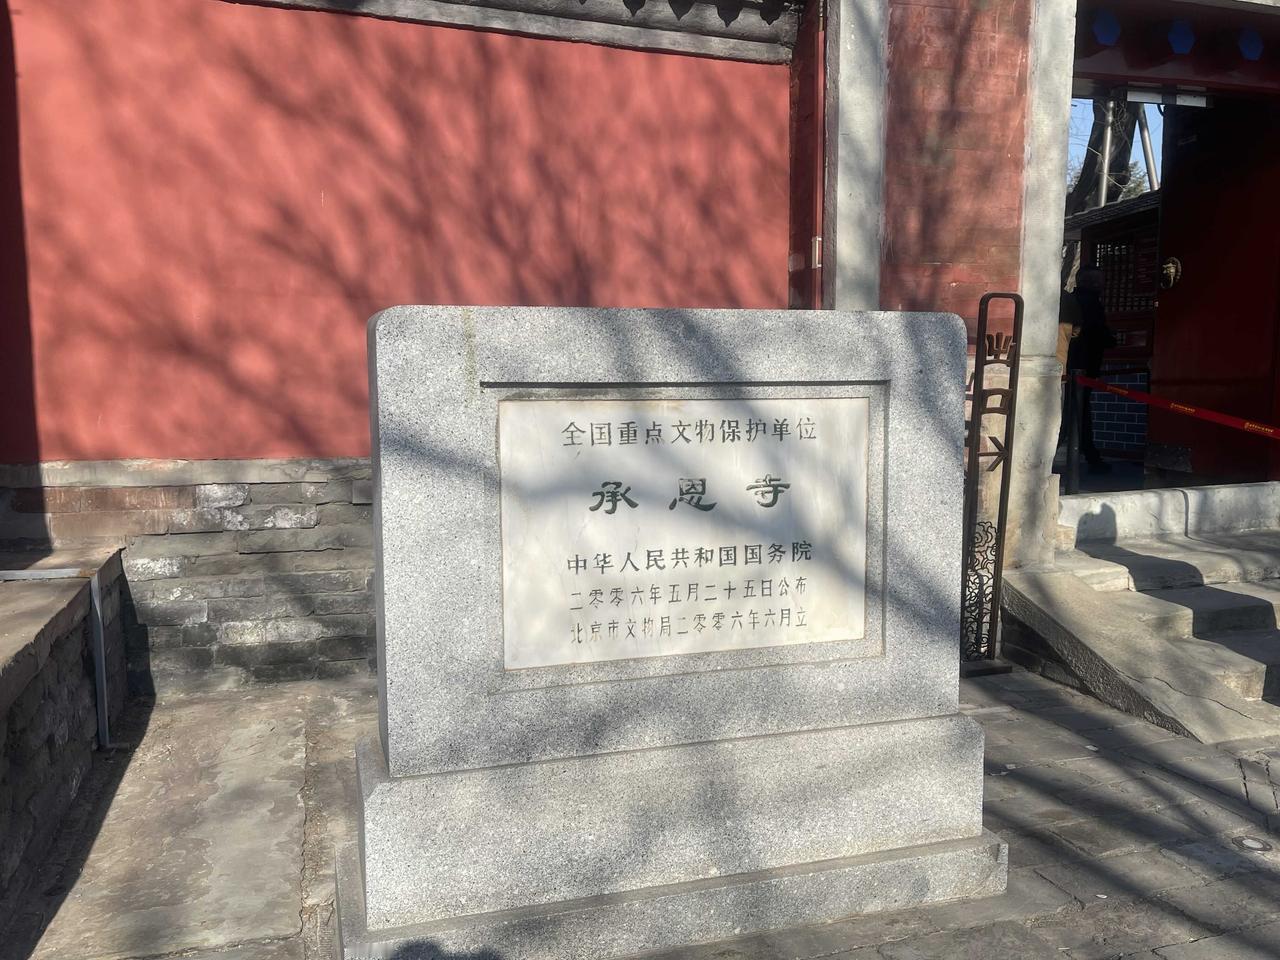 全国重点文物保护单位
承恩寺
中华人民共和国国务院
二零零六年五月二十五日公布
北京市文物局二零零六年六月立